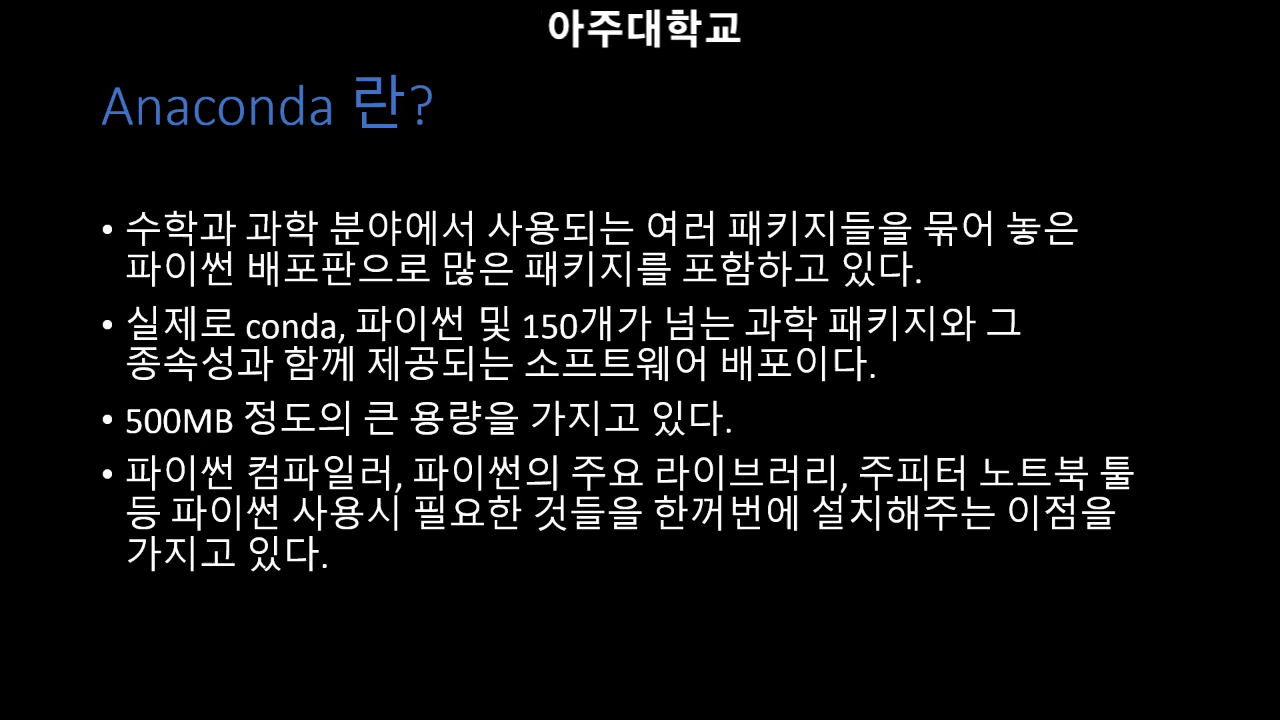 아주대학교
Anaconda 란?
• 수학과 과학 분야에서 사용되는 여러 패키지들을 묶어 놓은
파이썬 배포판으로 많은 패키지를 포함하고 있다.
• 실제로 conda, 파이썬 및 150개가 넘는 과학 패키지와 그
종속성과 함께 제공되는 소프트웨어 배포이다.
• 500MB 정도의 큰 용량을 가지고 있다.
• 파이썬 컴파일러, 파이썬의 주요 라이브러리, 주피터 노트북 툴
등 파이썬 사용시 필요한 것들을 한꺼번에 설치해주는 이점을
가지고 있다.